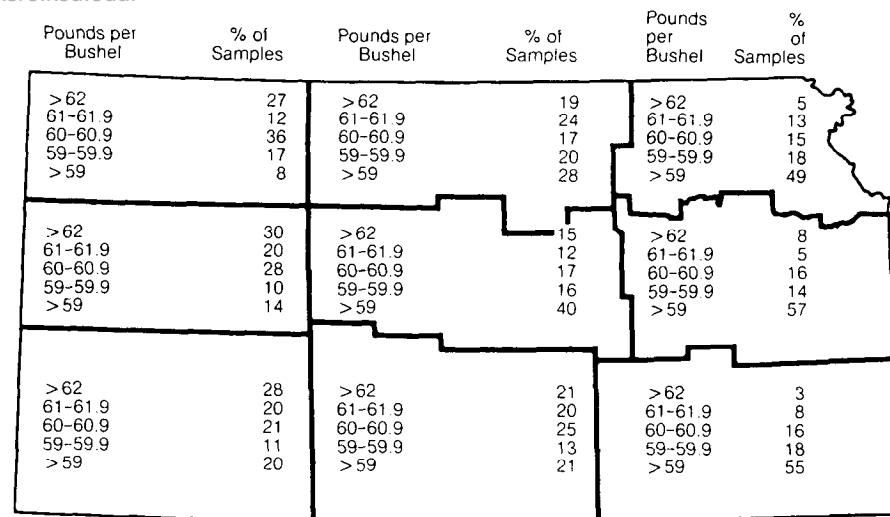 Pounds per Bushel % of Samples Pounds per Bushel % of Samples Pounds per Bushel % of Samples
>62 27 >62 19 >62 5
61-61.9 12 61-61.9 24 61-61.9 13
60-60.9 36 60-60.9 17 60-60.9 15
59-59.9 17 59-59.9 20 59-59.9 18
>59 8 >59 28 >59 49
>62 30 >62 15 >62 8
61-61.9 20 61-61.9 12 61-61.9 5
60-60.9 28 60-60.9 17 60-60.9 16
59-59.9 10 59-59.9 16 59-59.9 14
>59 14 >59 40 >59 57
>62 28 >62 21 >62 3
61-61.9 20 61-61.9 20 61-61.9 8
60-60.9 21 60-60.9 25 60-60.9 16
59-59.9 11 59-59.9 13 59-59.9 18
>59 20 >59 21 >59 55